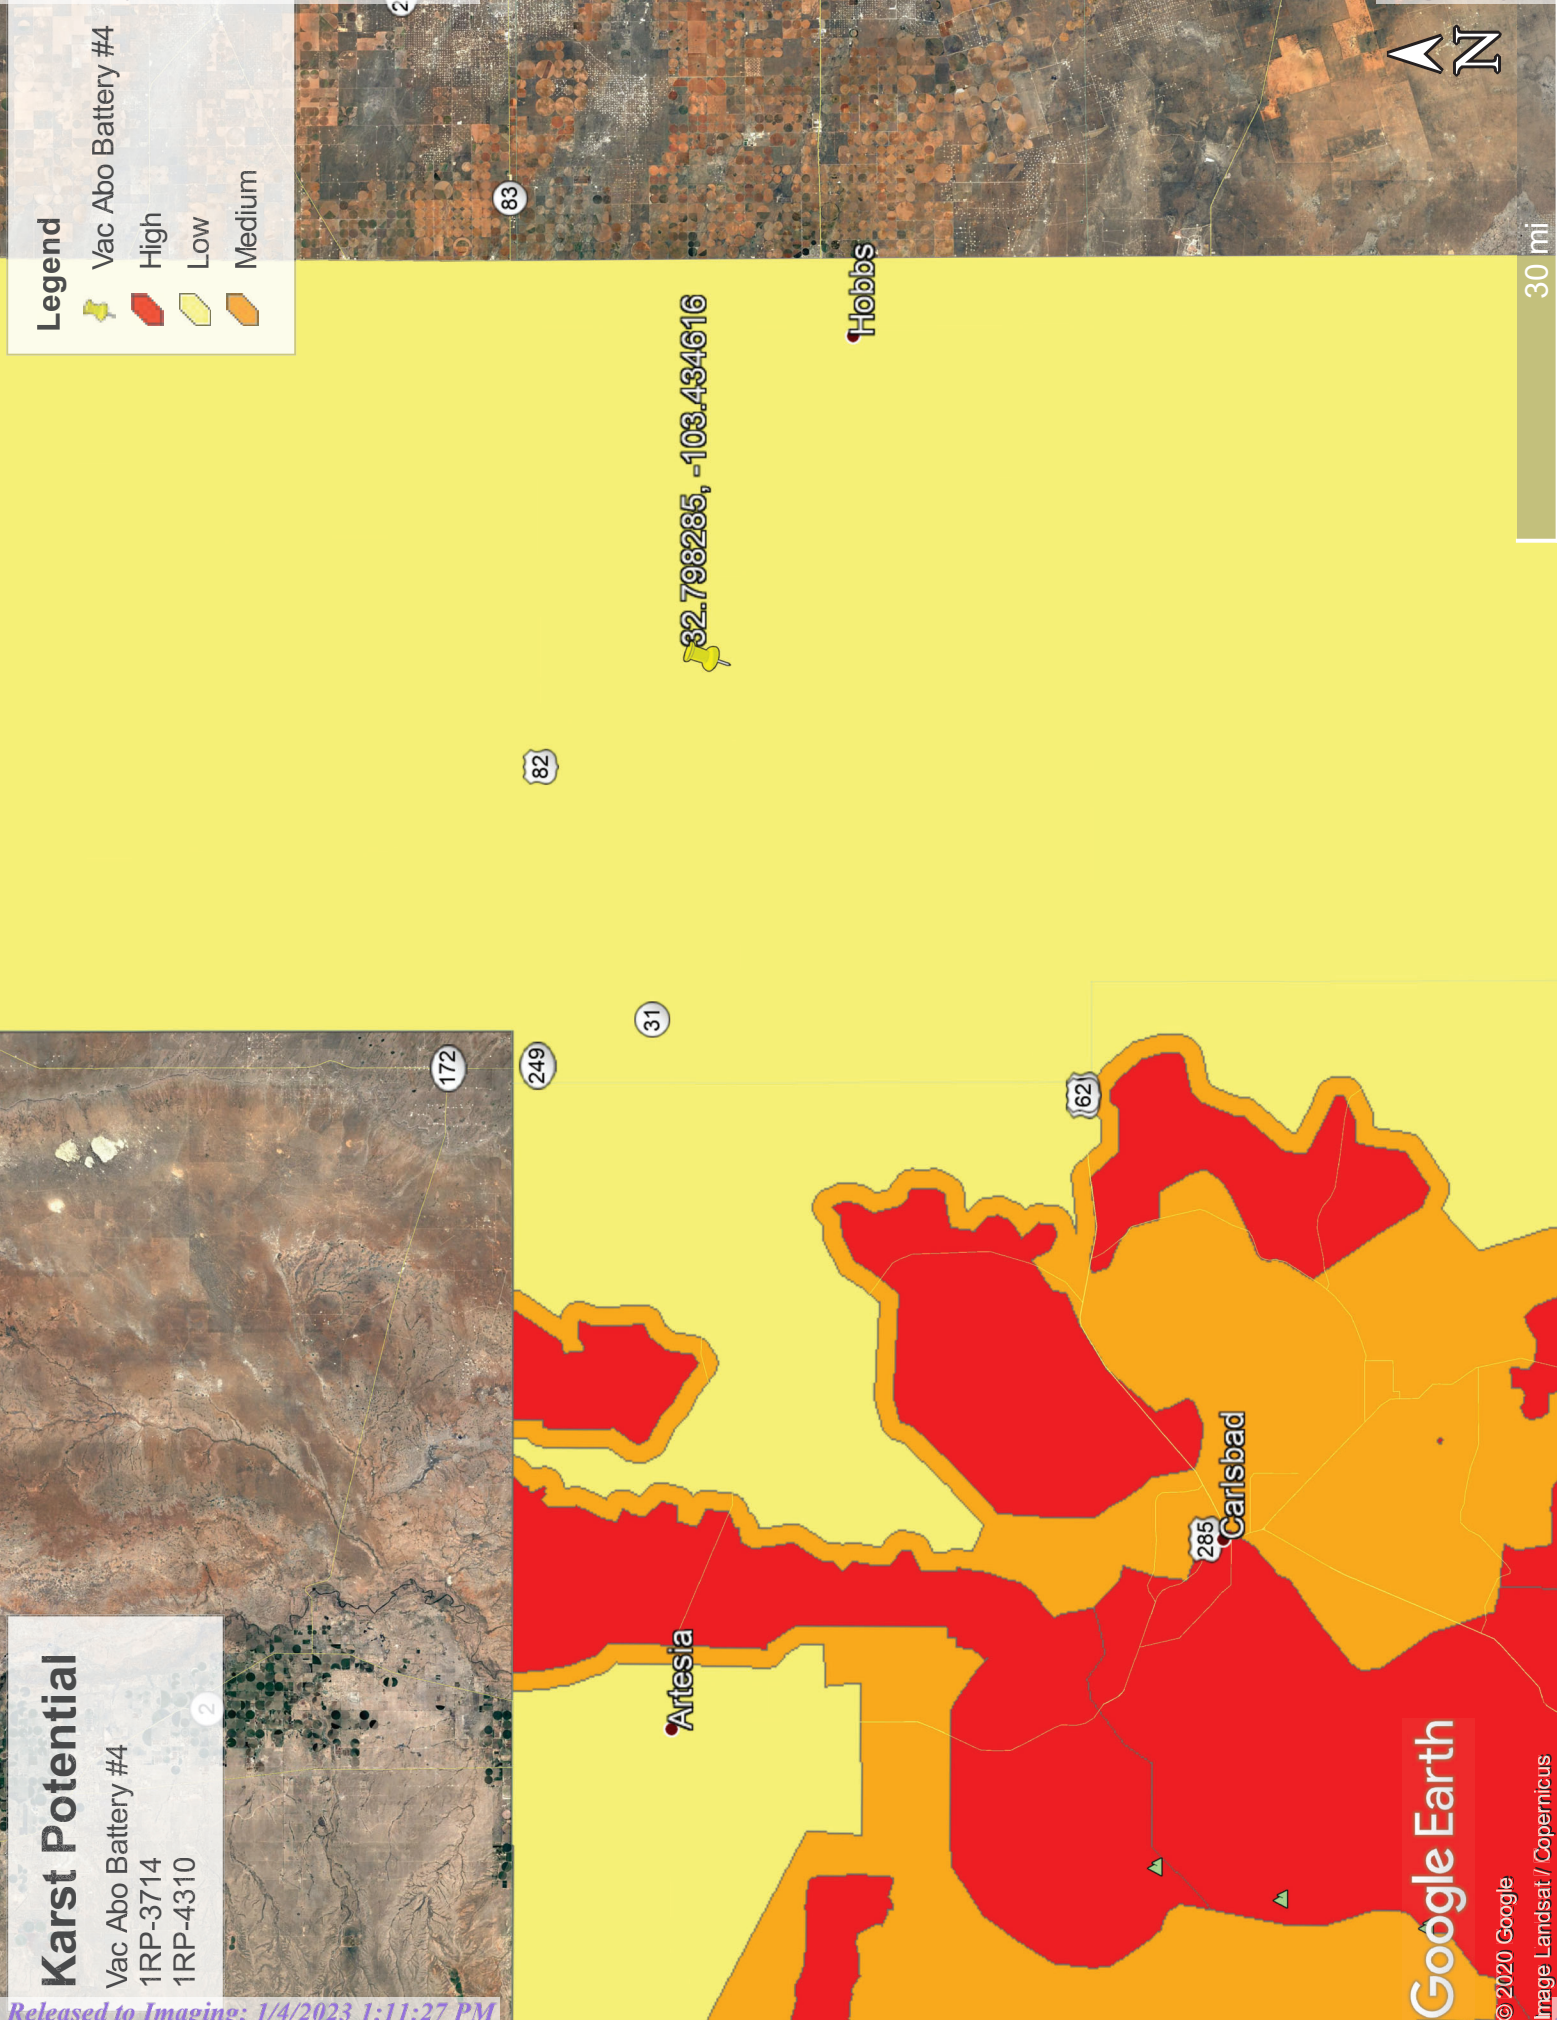 Karst Potential
Vac Abo Battery #4
1RP-3714
1RP-4310
Legend
Vac Abo Battery #4
High
Low
Medium
2
2
172
249
83
82
31
32.798285, -103.434616
Artesia
Hobbs
62
285
Carlsbad
N
Google Earth
© 2020 Google
Image Landsat / Copernicus
30 mi
Released to Imaging: 1/4/2023 1:11:27 PM